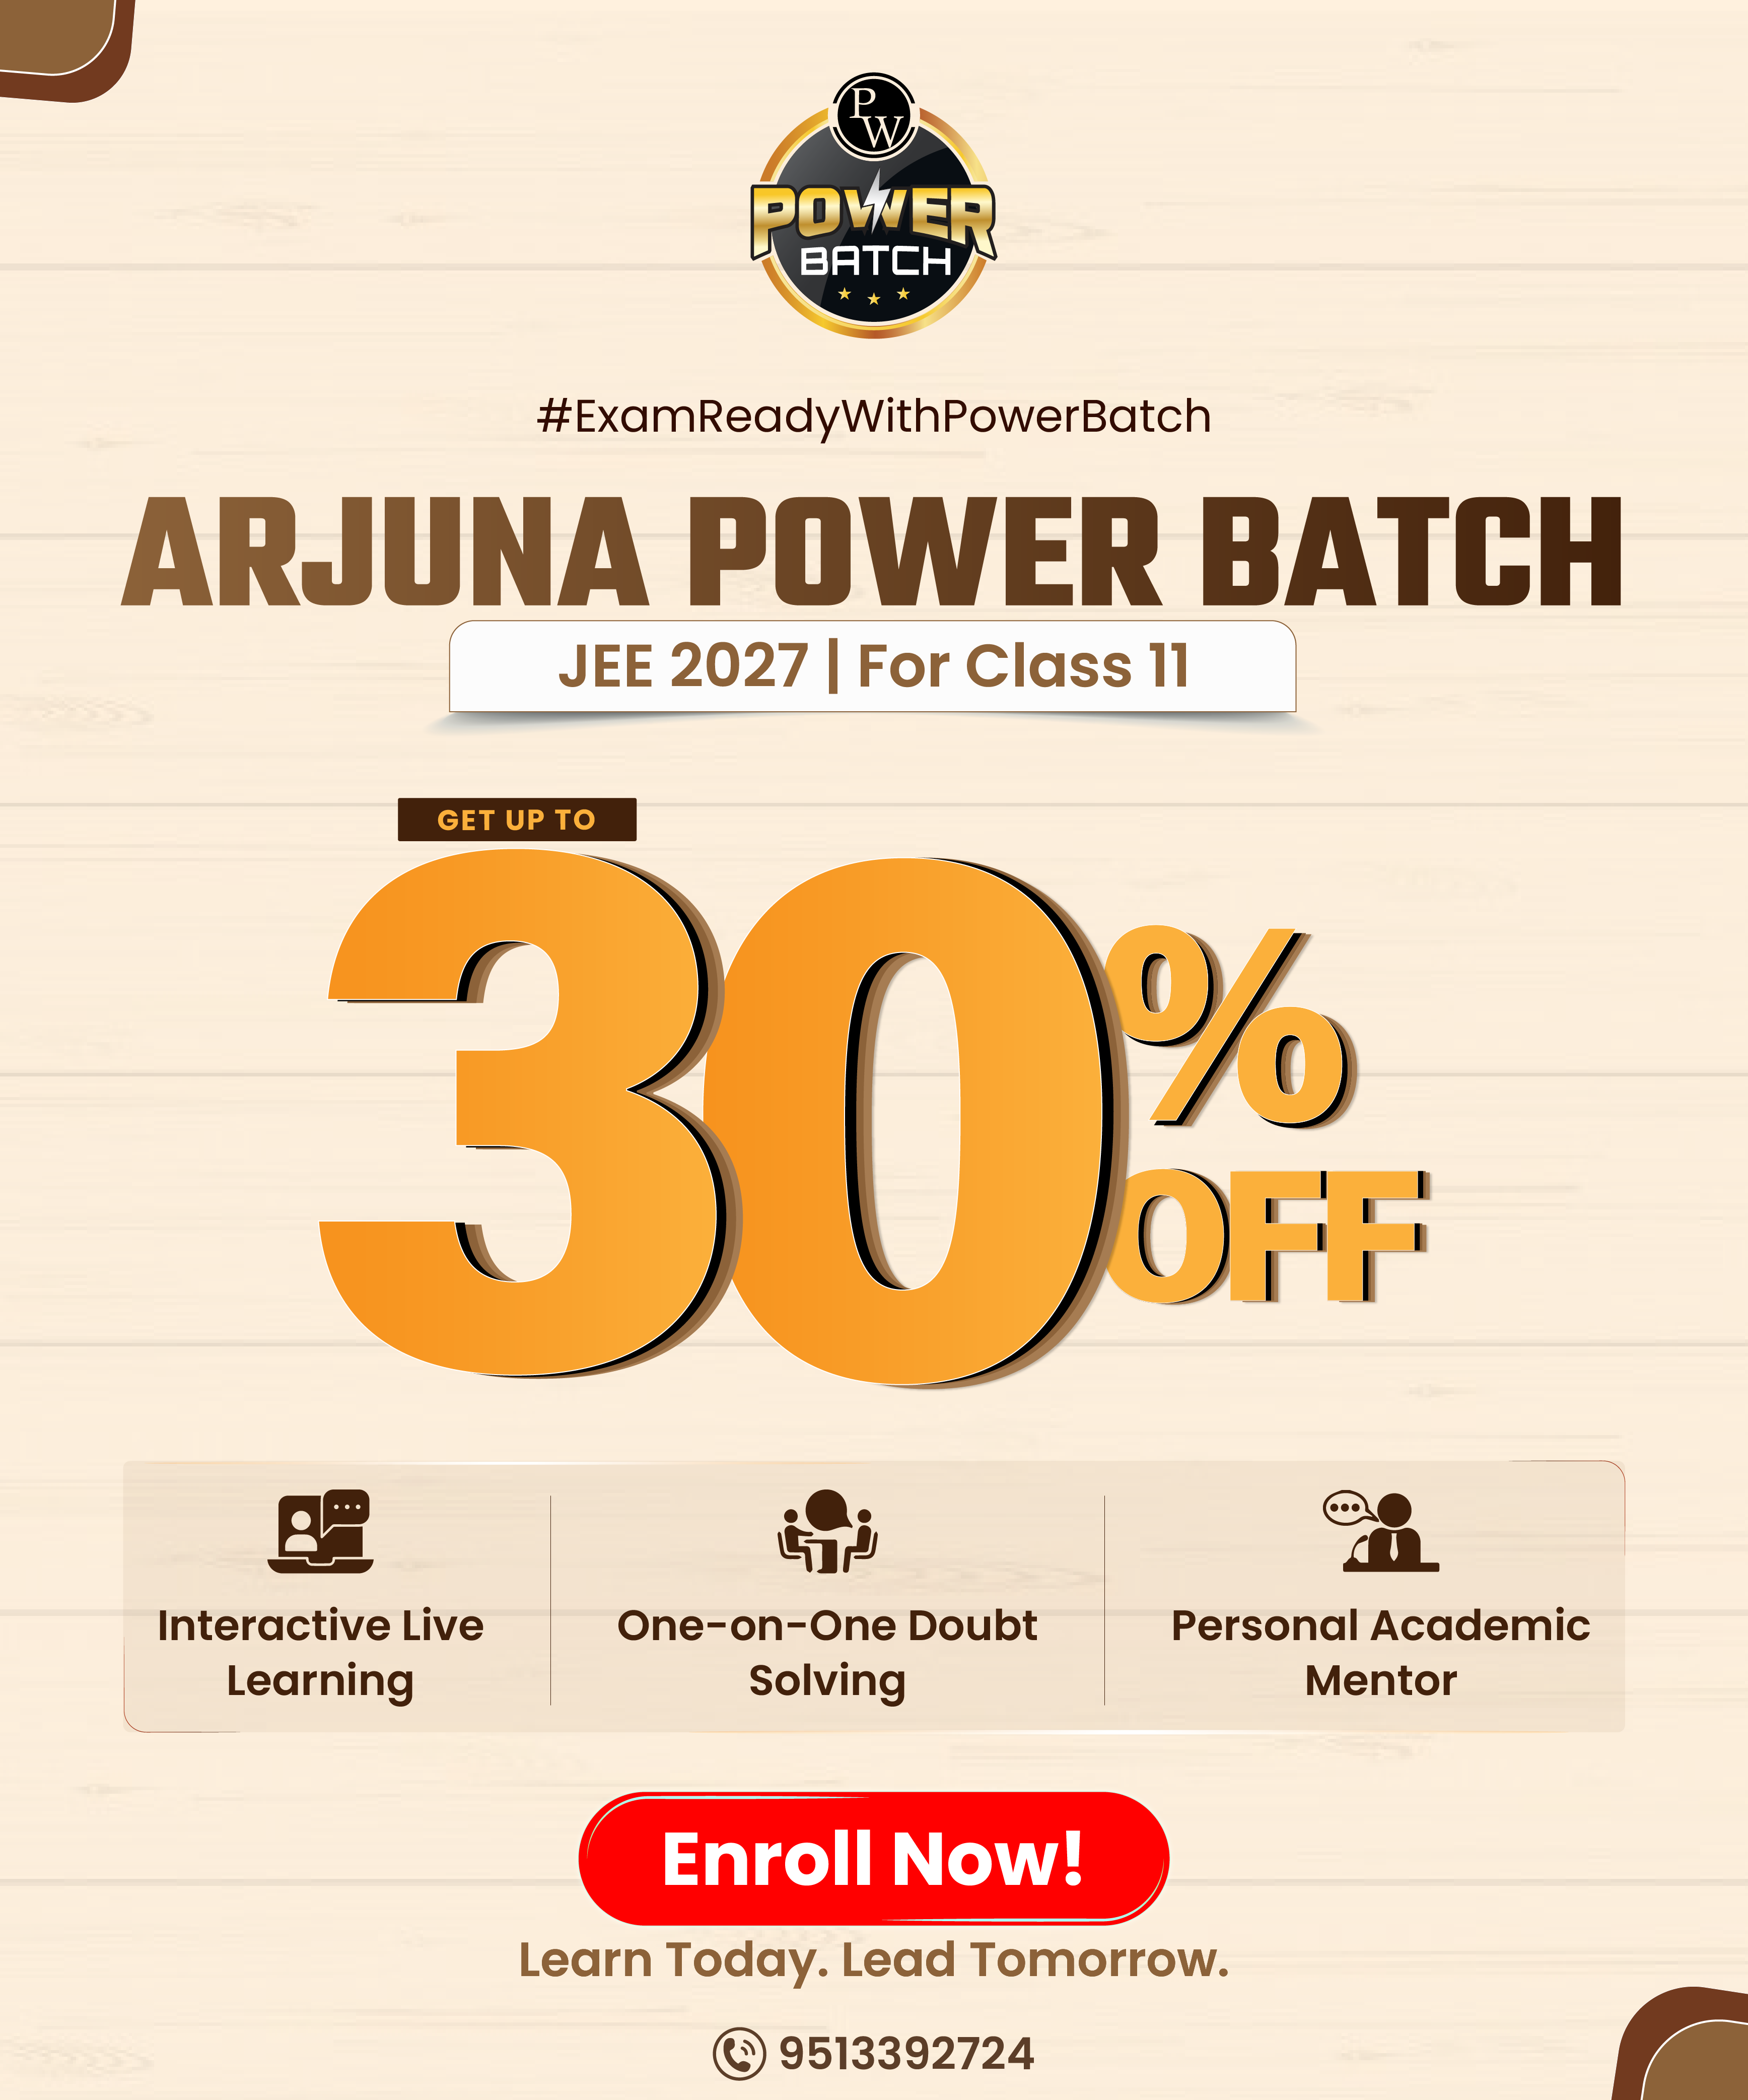 PW
POWER
BATCH
#ExamReadyWithPowerBatch
ARJUNA POWER BATCH
JEE 2027 | For Class 11
GET UP TO
30%
OFF
Interactive Live
Learning
One-on-One Doubt
Solving
Personal Academic
Mentor
Enroll Now!
Learn Today. Lead Tomorrow.
9513392724